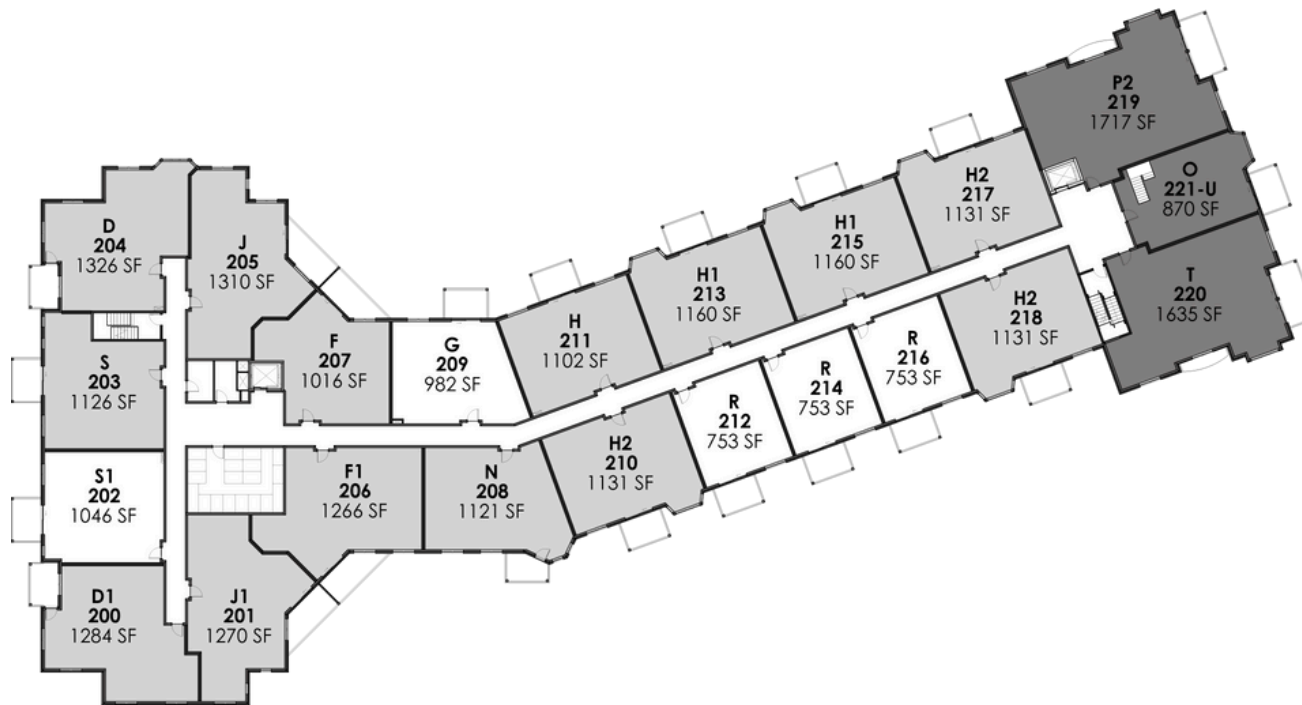 P2
219
1717 SF
O
221-U
870 SF
H2
217
1131 SF
H1
215
1160 SF
T
220
1635 SF
D
204
1326 SF
J
205
1310 SF
H1
213
1160 SF
H2
218
1131 SF
H
211
1102 SF
F
207
1016 SF
G
209
982 SF
R
216
753 SF
S
203
1126 SF
R
214
753 SF
R
212
753 SF
H2
210
1131 SF
S1
202
1046 SF
F1
206
1266 SF
N
208
1121 SF
D1
200
1284 SF
J1
201
1270 SF